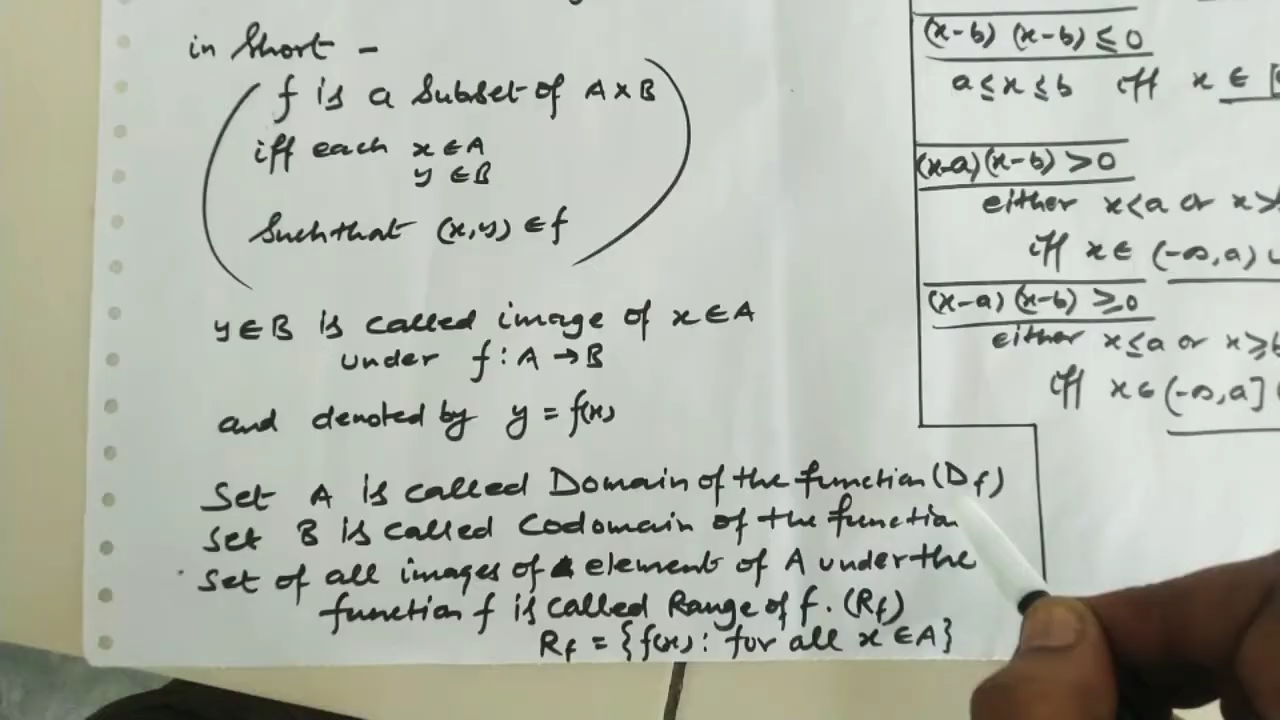 in Short -
f is a Subset of A×B
iff each x ∈ A
y ∈ B
Such that (x,y) ∈ f
y ∈ B is called image of x ∈ A
under f : A → B
and denoted by y = f(x)
Set A is called Domain of the function (Df)
Set B is called Codomain of the function
Set of all images of element of A under the
function f is called Range of f. (Rf)
Rf = {f(x) : for all x ∈ A}
(x-b) (x-b) ≤ 0
a ≤ x ≤ b iff x ∈ [
(x-a) (x-b) > 0
either x < a or x >
iff x ∈ (-∞, a) ∪
(x-a) (x-b) ≥ 0
either x ≤ a or x ≥ b
iff x ∈ (-∞, a] (